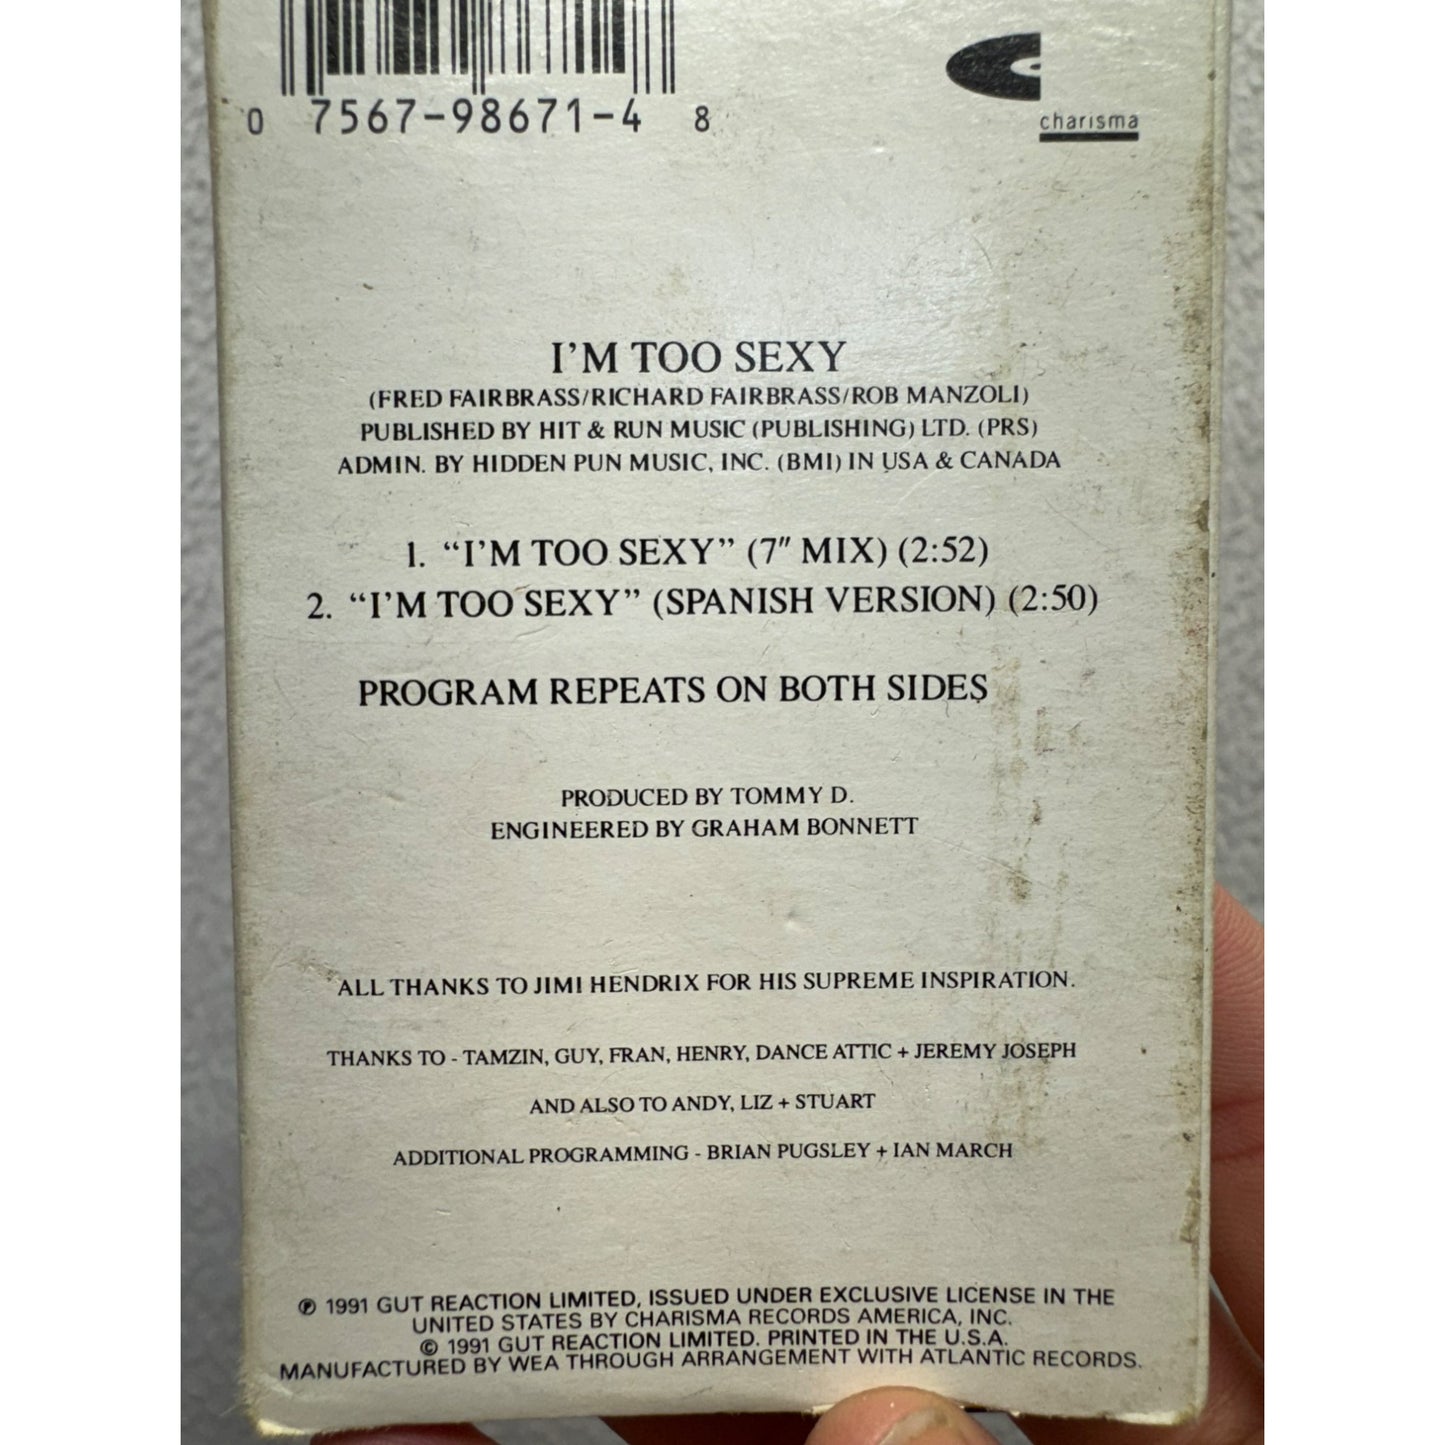 0 7567-98671-4 8
charisma
I'M TOO SEXY
(FRED FAIRBRASS/RICHARD FAIRBRASS/ROB MANZOLI)
PUBLISHED BY HIT & RUN MUSIC (PUBLISHING) LTD. (PRS)
ADMIN. BY HIDDEN PUN MUSIC, INC. (BMI) IN USA & CANADA
1. “I'M TOO SEXY” (7″ MIX) (2:52)
2. “I'M TOO SEXY” (SPANISH VERSION) (2:50)
PROGRAM REPEATS ON BOTH SIDES
PRODUCED BY TOMMY D.
ENGINEERED BY GRAHAM BONNETT
ALL THANKS TO JIMI HENDRIX FOR HIS SUPREME INSPIRATION.
THANKS TO - TAMZIN, GUY, FRAN, HENRY, DANCE ATTIC + JEREMY JOSEPH
AND ALSO TO ANDY, LIZ + STUART
ADDITIONAL PROGRAMMING - BRIAN PUGSLEY + IAN MARCH
℗ 1991 GUT REACTION LIMITED, ISSUED UNDER EXCLUSIVE LICENSE IN THE
UNITED STATES BY CHARISMA RECORDS AMERICA, INC.
© 1991 GUT REACTION LIMITED. PRINTED IN THE U.S.A.
MANUFACTURED BY WEA THROUGH ARRANGEMENT WITH ATLANTIC RECORDS.